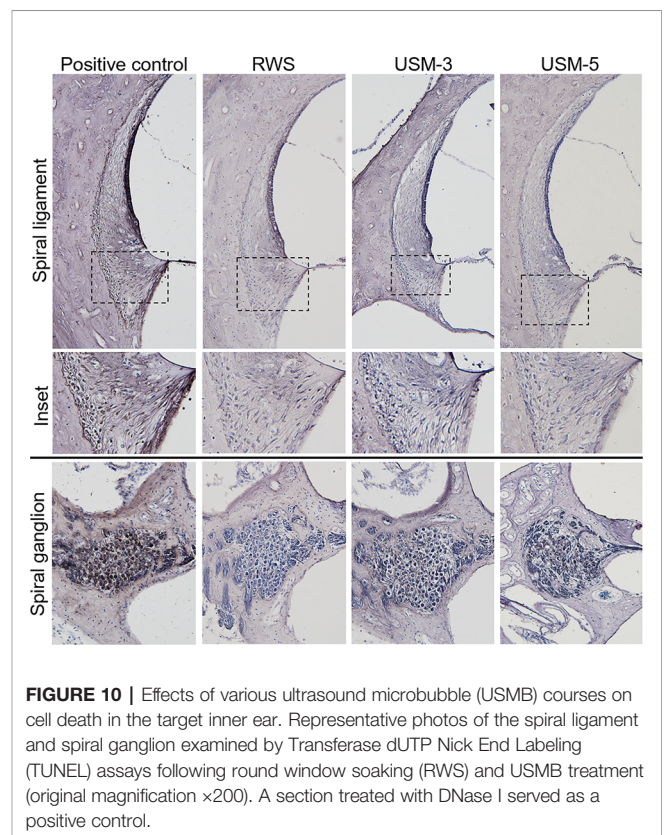 Positive control RWS USM-3 USM-5
Spiral ligament
Inset
Spiral ganglion
FIGURE 10 | Effects of various ultrasound microbubble (USMB) courses on
cell death in the target inner ear. Representative photos of the spiral ligament
and spiral ganglion examined by Transferase dUTP Nick End Labeling
(TUNEL) assays following round window soaking (RWS) and USMB treatment
(original magnification ×200). A section treated with DNase I served as a
positive control.